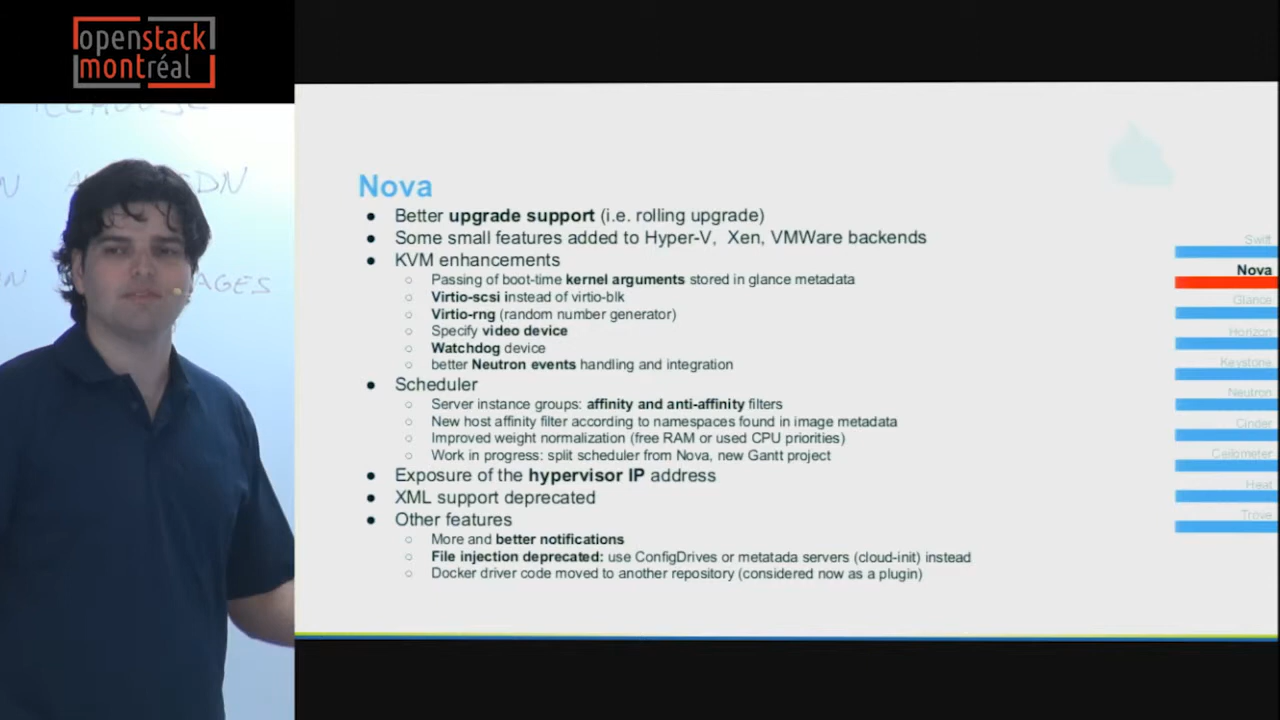 openstack
montréal
SDN
AGES
Nova
● Better upgrade support (i.e. rolling upgrade)
● Some small features added to Hyper-V, Xen, VMWare backends
● KVM enhancements
○ Passing of boot-time kernel arguments stored in glance metadata
○ Virtio-scsi instead of virtio-blk
○ Virtio-rng (random number generator)
○ Specify video device
○ Watchdog device
○ better Neutron events handling and integration
● Scheduler
○ Server instance groups: affinity and anti-affinity filters
○ New host affinity filter according to namespaces found in image metadata
○ Improved weight normalization (free RAM or used CPU priorities)
○ Work in progress: split scheduler from Nova, new Gantt project
● Exposure of the hypervisor IP address
● XML support deprecated
● Other features
○ More and better notifications
○ File injection deprecated: use ConfigDrives or metatada servers (cloud-init) instead
○ Docker driver code moved to another repository (considered now as a plugin)
Swift
Nova
Glance
Horizon
Keystone
Neutron
Cinder
Ceilometer
Heat
Trove